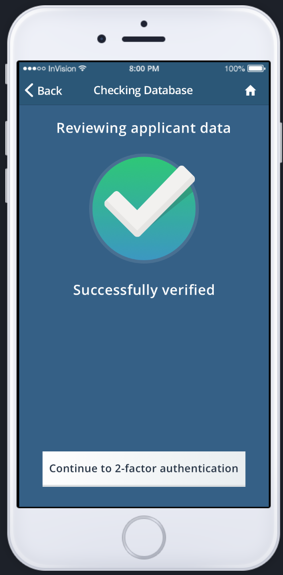 ●●●○○ InVision 8:00 PM 100%
Back Checking Database
Reviewing applicant data
Successfully verified
Continue to 2-factor authentication